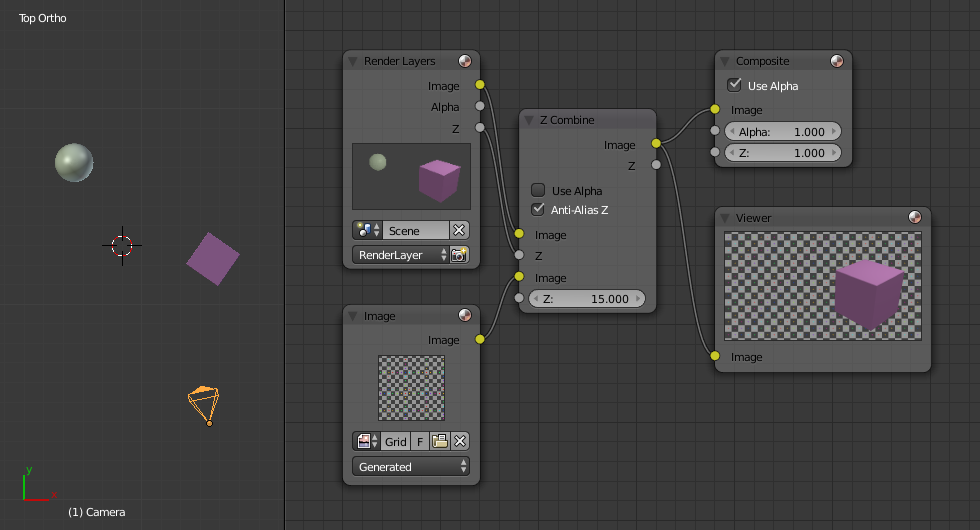 Top Ortho
y
x
(1) Camera
Render Layers
Image
Alpha
Z
Scene
RenderLayer
Image
Image
Grid
F
Generated
Z Combine
Image
Z
Use Alpha
Anti-Alias Z
Image
Z
Image
Z: 15.000
Composite
Use Alpha
Image
Alpha: 1.000
Z: 1.000
Viewer
Image